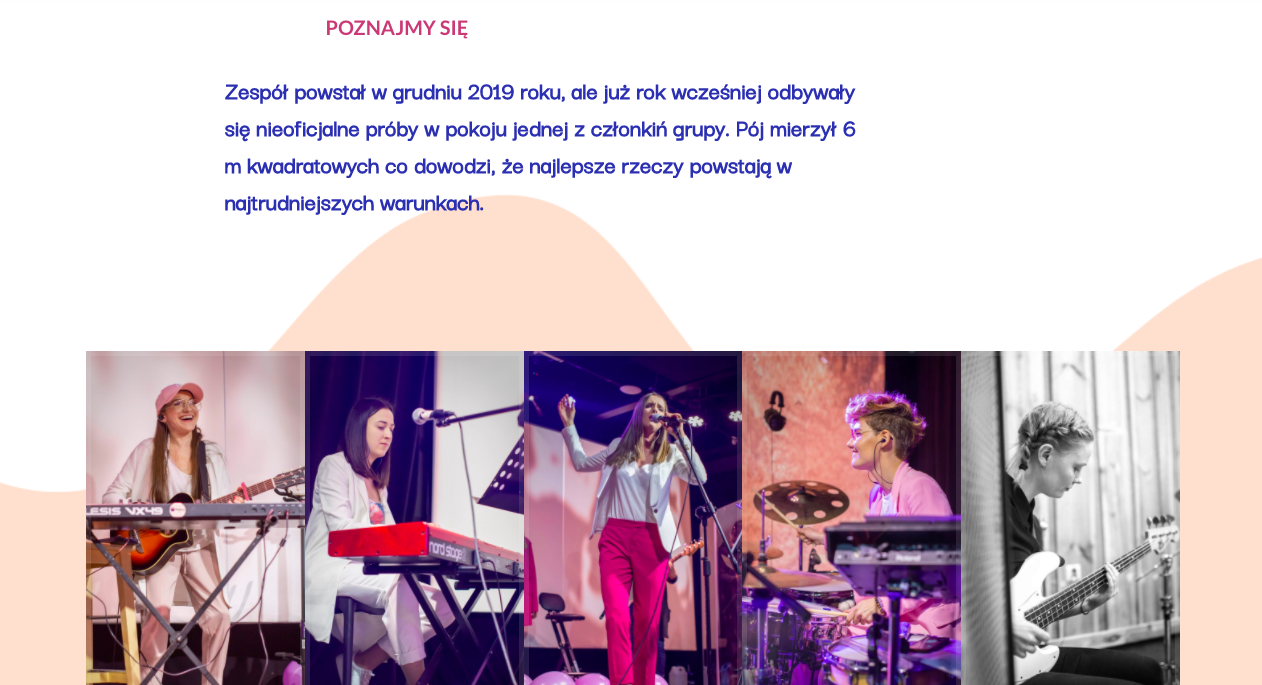 POZNAJMY SIĘ
Zespół powstał w grudniu 2019 roku, ale już rok wcześniej odbywały
się nieoficjalne próby w pokoju jednej z członkiń grupy. Pój mierzył 6
m kwadratowych co dowodzi, że najlepsze rzeczy powstają w
najtrudniejszych warunkach.
LESIS VX49
nord stage
Roland